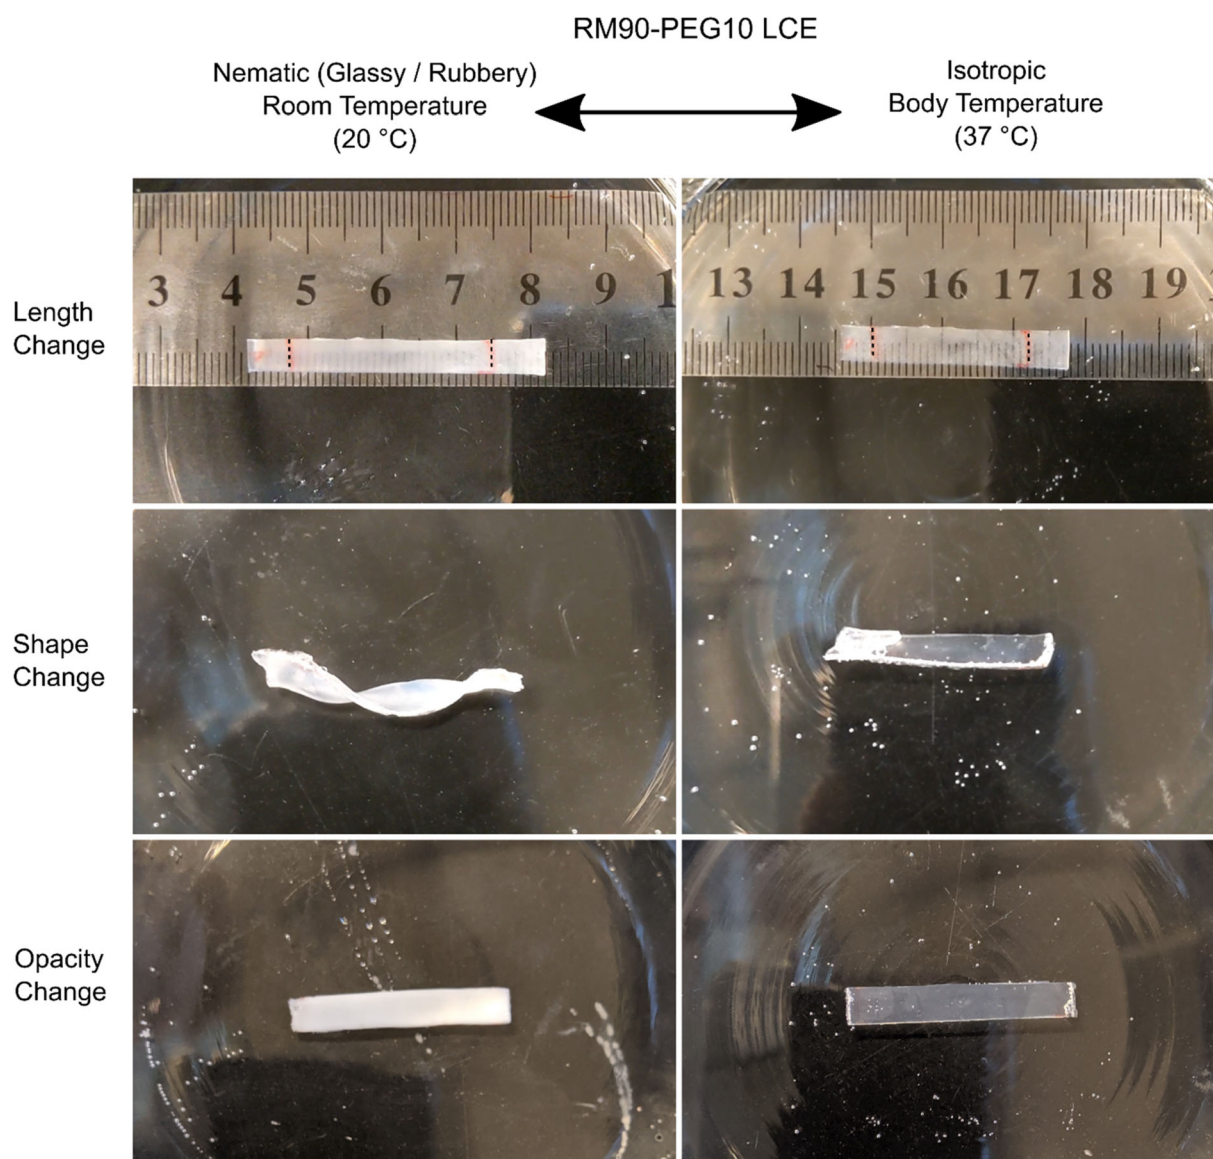 RM90-PEG10 LCE
Nematic (Glassy / Rubbery)
Room Temperature
(20 °C)
Isotropic
Body Temperature
(37 °C)
Length
Change
3 4 5 6 7 8 9 1
13 14 15 16 17 18 19
Shape
Change
Opacity
Change